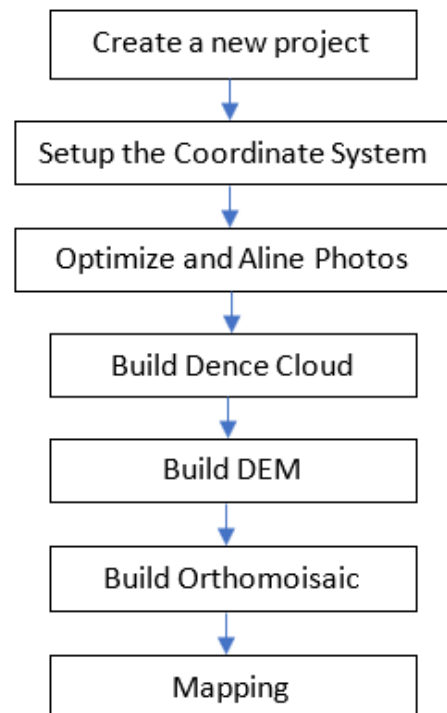 Create a new project
Setup the Coordinate System
Optimize and Aline Photos
Build Dence Cloud
Build DEM
Build Orthomoisaic
Mapping